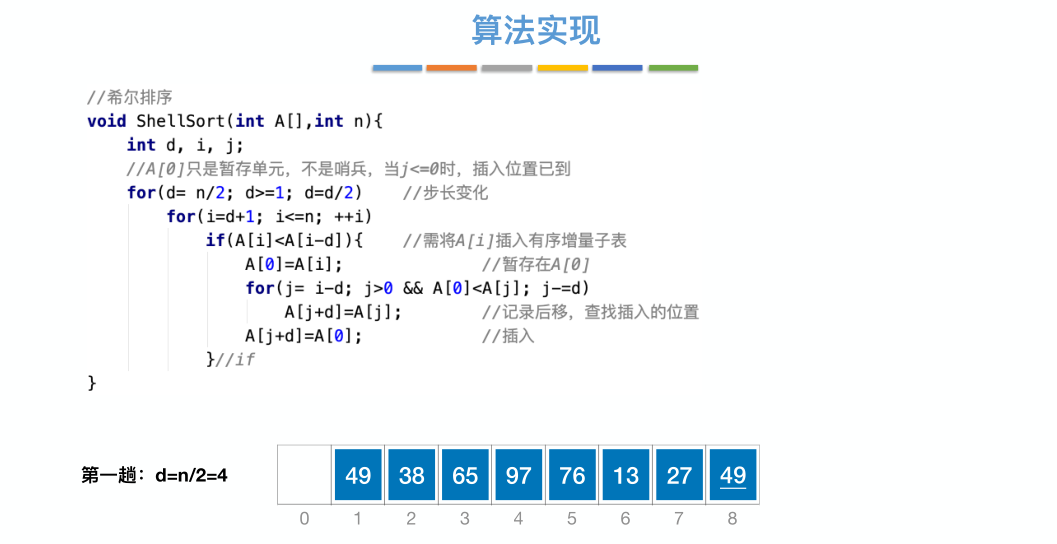 算法实现
//希尔排序
void ShellSort(int A[],int n){
int d, i, j;
//A[0]只是暂存单元，不是哨兵，当j<=0时，插入位置已到
for(d= n/2; d>=1; d=d/2) //步长变化
for(i=d+1; i<=n; ++i)
if(A[i]<A[i-d]){ //需将A[i]插入有序增量子表
A[0]=A[i]; //暂存在A[0]
for(j= i-d; j>0 && A[0]<A[j]; j-=d)
A[j+d]=A[j]; //记录后移，查找插入的位置
A[j+d]=A[0]; //插入
}//if
}
第一趟：d=n/2=4 49 38 65 97 76 13 27 49
0 1 2 3 4 5 6 7 8